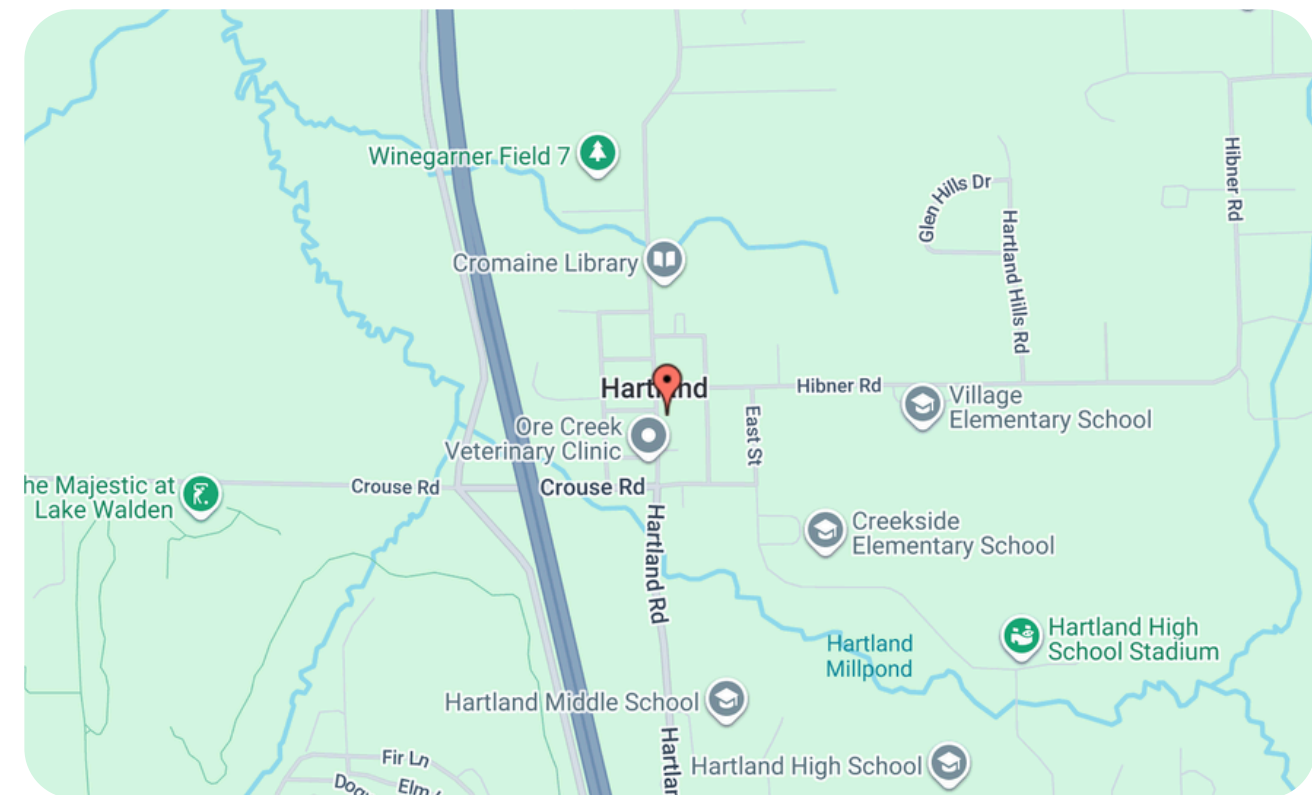 Winegarner Field 7
Hibner Rd
Glen Hills Dr
Hartland Hills Rd
Cromaine Library
Hartland
Hibner Rd
Village
Elementary School
East St
Ore Creek
Veterinary Clinic
he Majestic at
Lake Walden
Crouse Rd
Crouse Rd
Hartland Rd
Creekside
Elementary School
Hartland
Millpond
Hartland High
School Stadium
Hartland Middle School
Hartlan
Hartland High School
Fir Ln
Elm